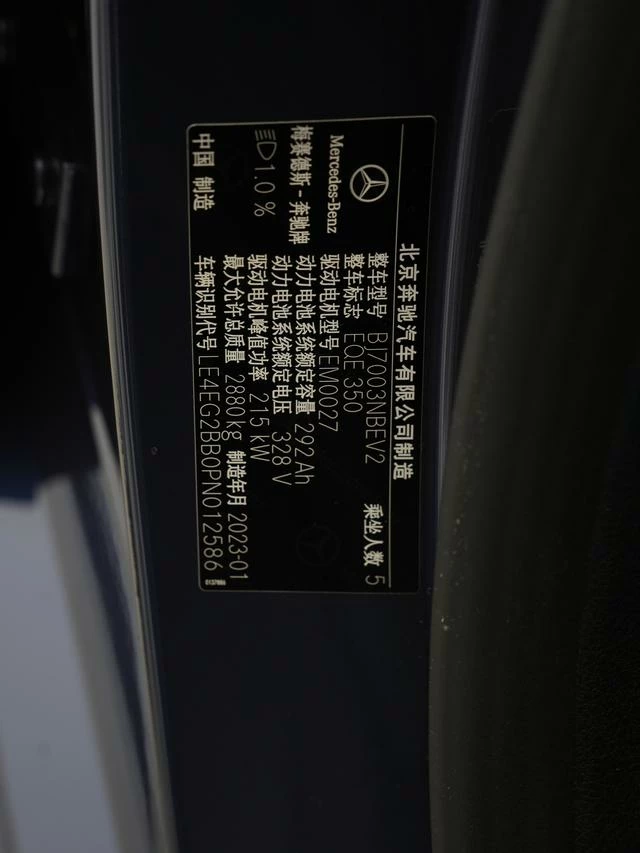 北京奔驰汽车有限公司制造
Mercedes-Benz
梅赛德斯-奔驰牌
1.0 %
中国 制造
整车型号 BJ7003NBEV2 乘坐人数 5
整车标志 EQE 350
驱动电机型号 EM0027
动力电池系统额定容量 292Ah
动力电池系统额定电压 328 V
驱动电机峰值功率 215 kW
最大允许总质量 2880kg 制造年月 2023-01
车辆识别代号 LE4EG2BB0PN012586